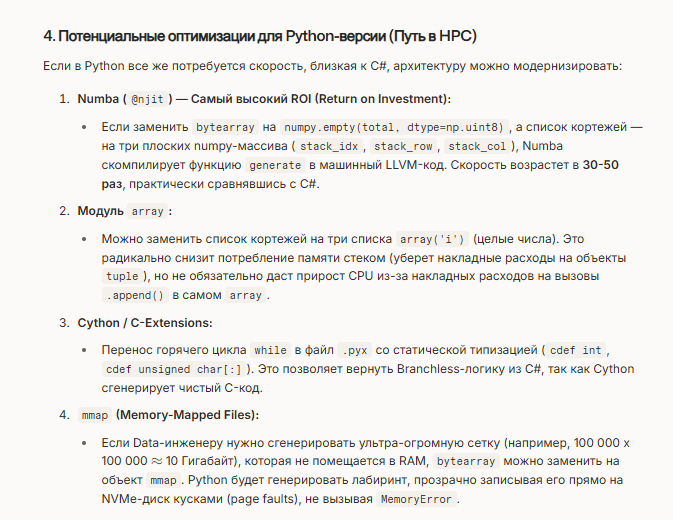 4. Потенциальные оптимизации для Python-версии (Путь в HPC)
Если в Python все же потребуется скорость, близкая к C#, архитектуру можно модернизировать:
1. Numba ( @njit ) — Самый высокий ROI (Return on Investment):
• Если заменить bytearray на numpy.empty(total, dtype=np.uint8) , а список кортежей —
на три плоских numpy-массива ( stack_idx , stack_row , stack_col ), Numba
скомпилирует функцию generate в машинный LLVM-код. Скорость возрастет в 30-50
раз, практически сравнявшись с C#.
2. Модуль array :
• Можно заменить список кортежей на три списка array('i') (целые числа). Это
радикально снизит потребление памяти стеком (уберет накладные расходы на объекты
tuple ), но не обязательно даст прирост CPU из-за накладных расходов на вызовы
.append() в самом array .
3. Cython / C-Extensions:
• Перенос горячего цикла while в файл .pyx со статической типизацией ( cdef int ,
cdef unsigned char[:] ). Это позволяет вернуть Branchless-логику из C#, так как Cython
сгенерирует чистый C-код.
4. mmap (Memory-Mapped Files):
• Если Data-инженеру нужно сгенерировать ультра-огромную сетку (например, 100 000 x
100 000 ≈ 10 Гигабайт), которая не помещается в RAM, bytearray можно заменить на
объект mmap . Python будет генерировать лабиринт, прозрачно записывая его прямо на
NVMe-диск кусками (page faults), не вызывая MemoryError .